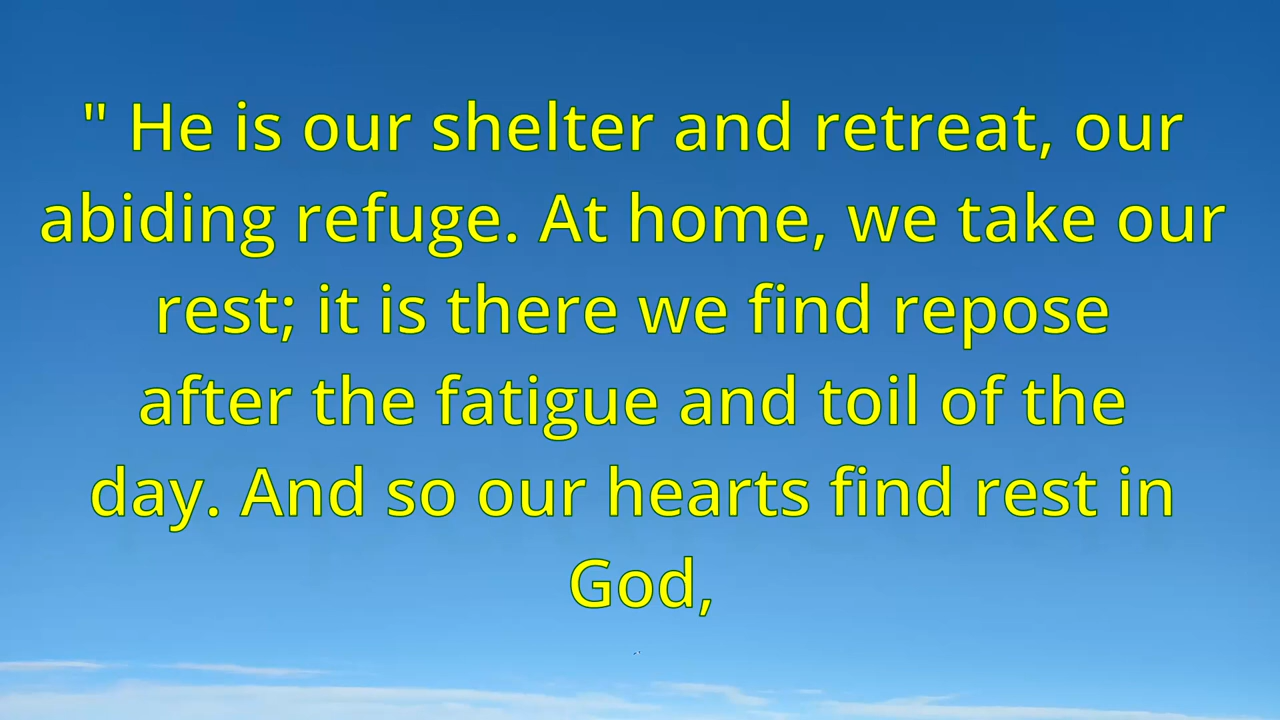 " He is our shelter and retreat, our
abiding refuge. At home, we take our
rest; it is there we find repose
after the fatigue and toil of the
day. And so our hearts find rest in
God,